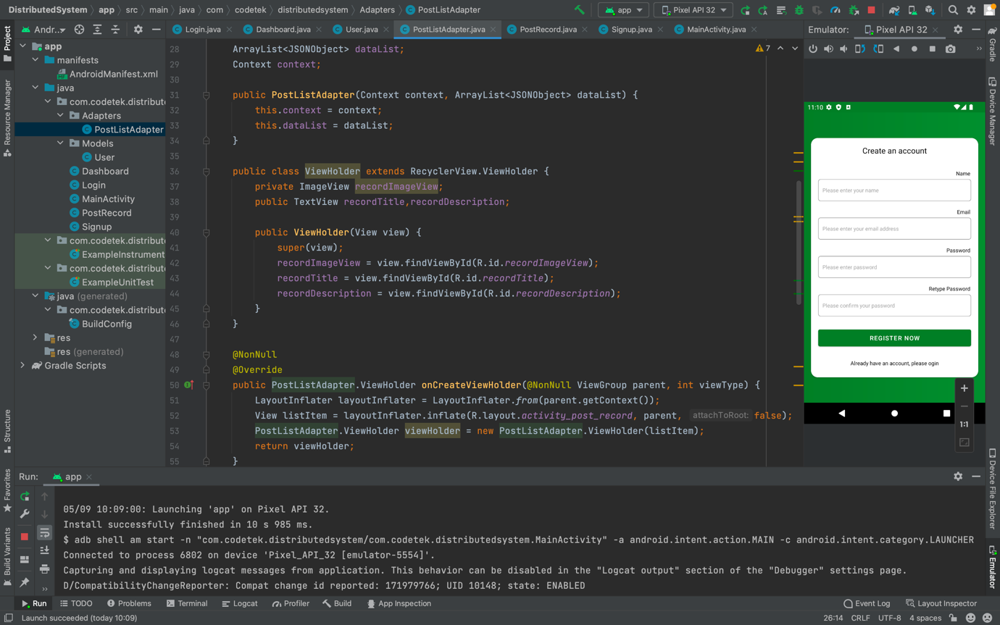 DistributedSystem app src main java com codetek distributedsystem Adapters PostListAdapter app Pixel API 32
Project Andr... Login.java Dashboard.java User.java PostListAdapter.java PostRecord.java Signup.java MainActivity.java Emulator: Pixel API 32 Gradle
app
manifests
AndroidManifest.xml
java
com.codetek.distribute
Adapters
PostListAdapter
Models
User
Dashboard
Login
MainActivity
PostRecord
Signup
com.codetek.distribute
ExampleInstrument
com.codetek.distribute
ExampleUnitTest
java (generated)
com.codetek.distribute
BuildConfig
res
res (generated)
Gradle Scripts
Resource Manager
Structure
Favorites
Build Variants
7
28 ArrayList<JSONObject> dataList;
29 Context context;
30
31 public PostListAdapter(Context context, ArrayList<JSONObject> dataList) {
32 this.context = context;
33 this.dataList = dataList;
34 }
35
36 public class ViewHolder extends RecyclerView.ViewHolder {
37 private ImageView recordImageView;
38 public TextView recordTitle,recordDescription;
39
40 public ViewHolder(View view) {
41 super(view);
42 recordImageView = view.findViewById(R.id.recordImageView);
43 recordTitle = view.findViewById(R.id.recordTitle);
44 recordDescription = view.findViewById(R.id.recordDescription);
45 }
46 }
47
48 @NonNull
49 @Override
50 public PostListAdapter.ViewHolder onCreateViewHolder(@NonNull ViewGroup parent, int viewType) {
51 LayoutInflater layoutInflater = LayoutInflater.from(parent.getContext());
52 View listItem = layoutInflater.inflate(R.layout.activity_post_record, parent, attachToRoot: false);
53 PostListAdapter.ViewHolder viewHolder = new PostListAdapter.ViewHolder(listItem);
54 return viewHolder;
55 }
11:10
Create an account
Name
Please enter your name
Email
Please enter your email address
Password
Please enter password
Retype Password
Please confirm your password
REGISTER NOW
Already have an account, please ogin
1:1
Device Manager
Device File Explorer
Emulator
Run: app
05/09 10:09:00: Launching 'app' on Pixel API 32.
Install successfully finished in 10 s 985 ms.
$ adb shell am start -n "com.codetek.distributedsystem/com.codetek.distributedsystem.MainActivity" -a android.intent.action.MAIN -c android.intent.category.LAUNCHER
Connected to process 6802 on device 'Pixel_API_32 [emulator-5554]'.
Capturing and displaying logcat messages from application. This behavior can be disabled in the "Logcat output" section of the "Debugger" settings page.
D/CompatibilityChangeReporter: Compat change id reported: 171979766; UID 10148; state: ENABLED
Run TODO Problems Terminal Logcat Profiler Build App Inspection Event Log Layout Inspector
Launch succeeded (today 10:09) 26:14 CRLF UTF-8 4 spaces